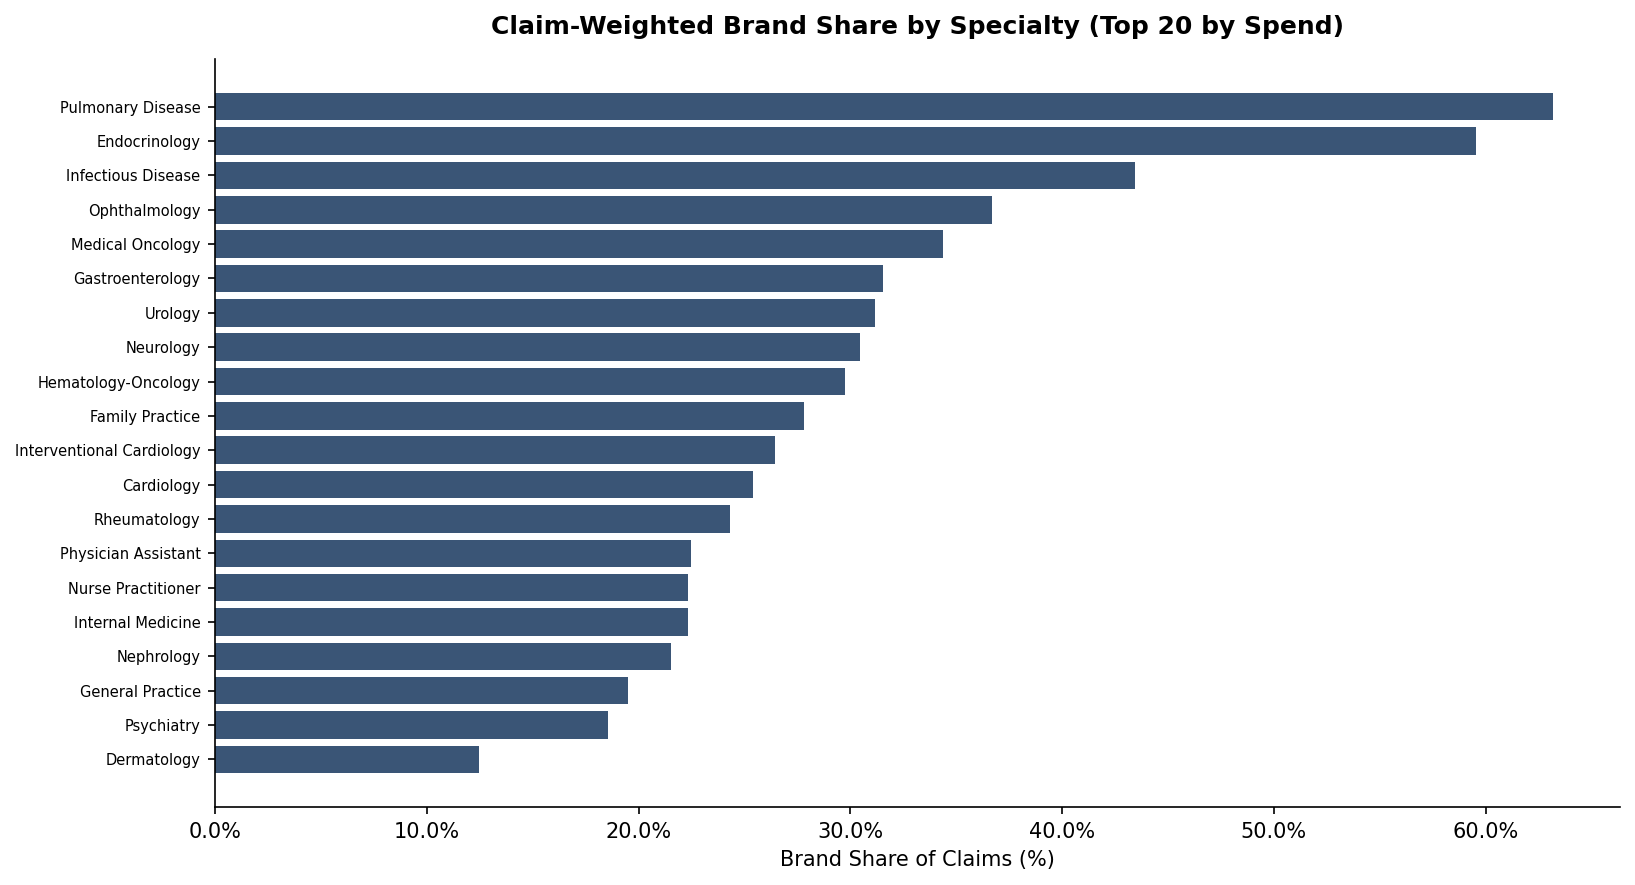 Claim-Weighted Brand Share by Specialty (Top 20 by Spend)
Pulmonary Disease
Endocrinology
Infectious Disease
Ophthalmology
Medical Oncology
Gastroenterology
Urology
Neurology
Hematology-Oncology
Family Practice
Interventional Cardiology
Cardiology
Rheumatology
Physician Assistant
Nurse Practitioner
Internal Medicine
Nephrology
General Practice
Psychiatry
Dermatology
0.0% 10.0% 20.0% 30.0% 40.0% 50.0% 60.0%
Brand Share of Claims (%)